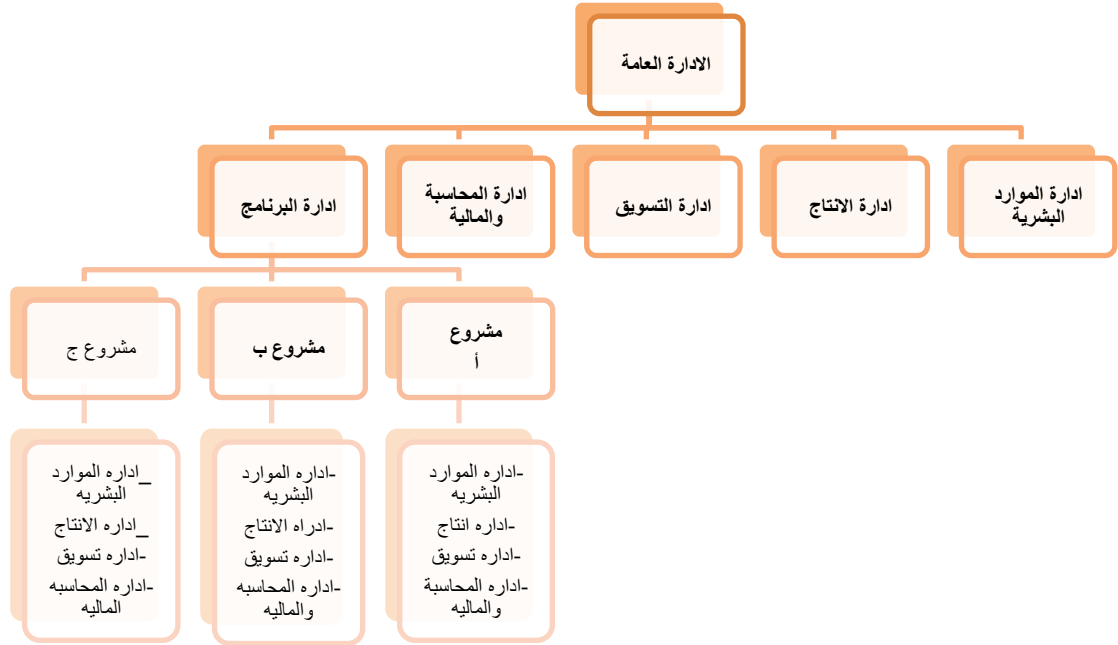 الادارة العامة
ادارة الموارد
البشرية
ادارة الانتاج
ادارة التسويق
ادارة المحاسبة
والمالية
ادارة البرنامج
مشروع
أ
مشروع ب
مشروع ج
-اداره الموارد
البشريه
-اداره انتاج
-اداره تسويق
-اداره المحاسبة
والماليه
-اداره الموارد
البشريه
-ادراه الانتاج
-اداره تسويق
-اداره المحاسبه
والماليه
_اداره الموارد
البشريه
_اداره الانتاج
-اداره تسويق
-اداره المحاسبه
الماليه